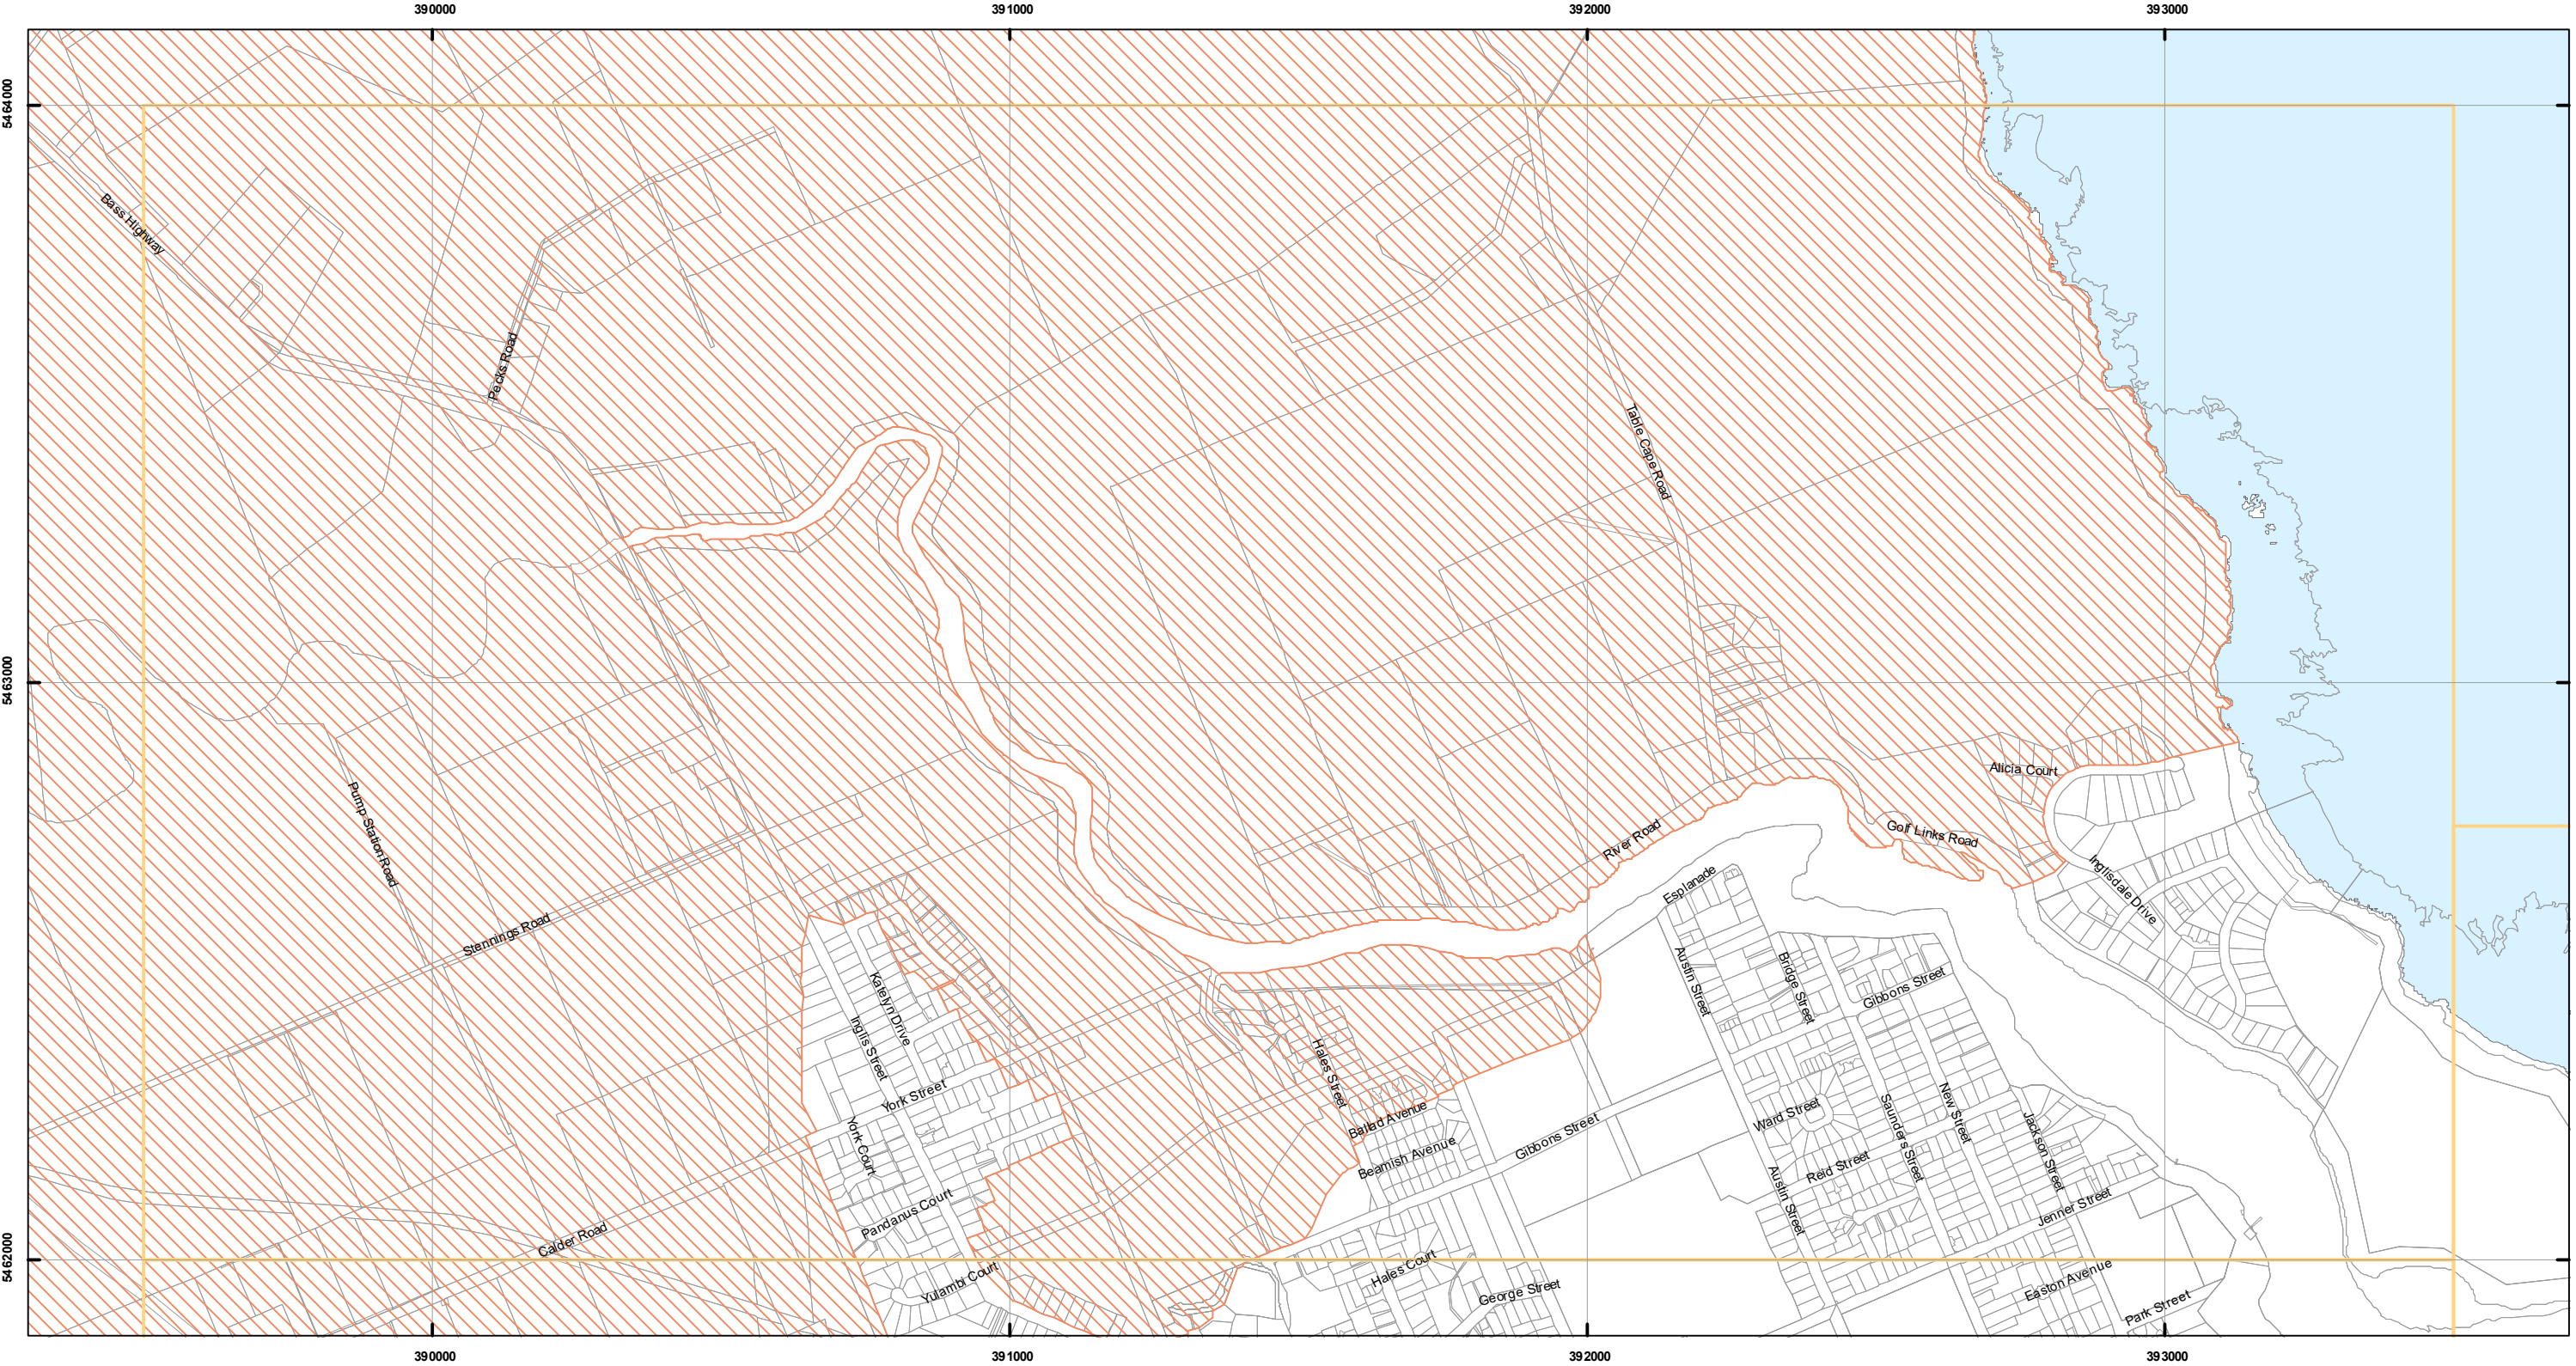 390000
391000
392000
393000
5464000
Bass Highway
Pecks Road
Table Cape Road
5463000
Alicia Court
Pump Station Road
River Road
Golf Links Road
Inglisdale Drive
Esplanade
Stennings Road
Austin Street
Bridge Street
Gibbons Street
Katelyn Drive
Inglis Street
Hales Street
York Street
Ballad Avenue
Ward Street
Saunders Street
New Street
Jackson Street
York Court
Beamish Avenue
Gibbons Street
Reid Street
Austin Street
Pandanus Court
Jenner Street
Calder Road
5462000
Yulambi Court
Hales Court
George Street
Easton Avenue
Park Street
390000
391000
392000
393000